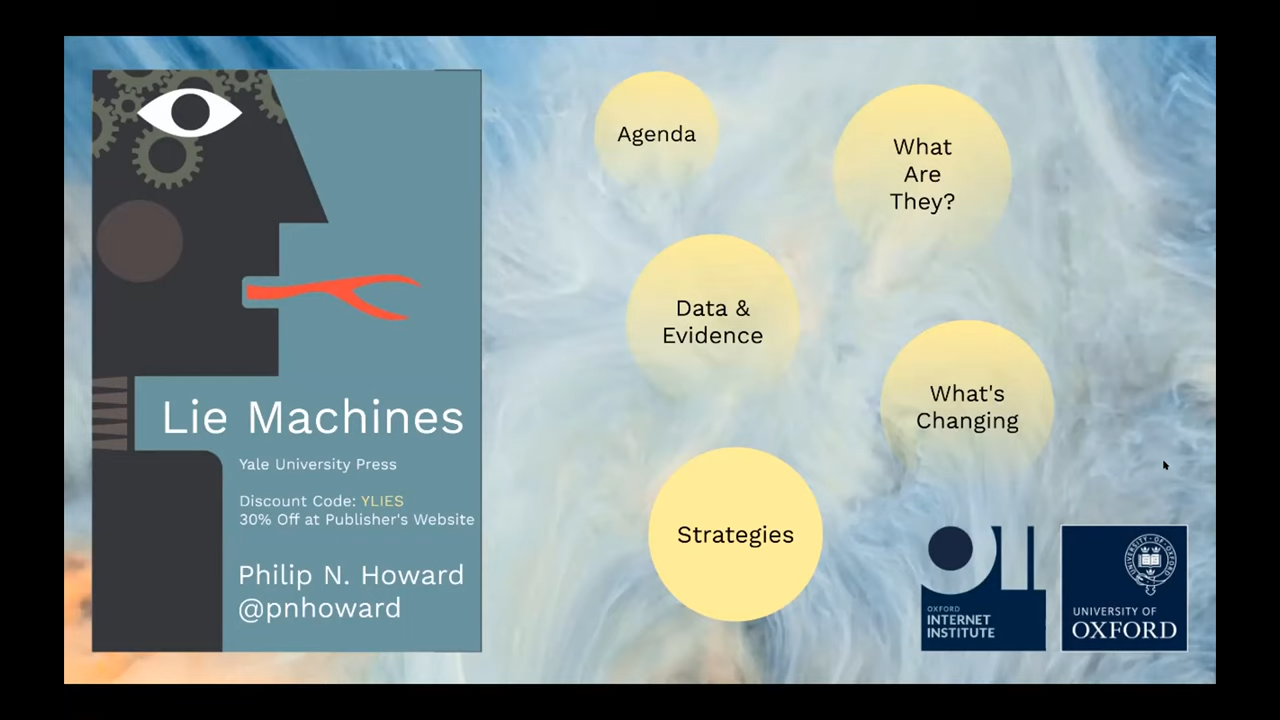 Lie Machines
Yale University Press
Discount Code: YLIES
30% Off at Publisher's Website
Philip N. Howard
@pnhoward
Agenda
What
Are
They?
Data &
Evidence
What's
Changing
Strategies
OII
OXFORD
INTERNET
INSTITUTE
UNIVERSITY OF
OXFORD